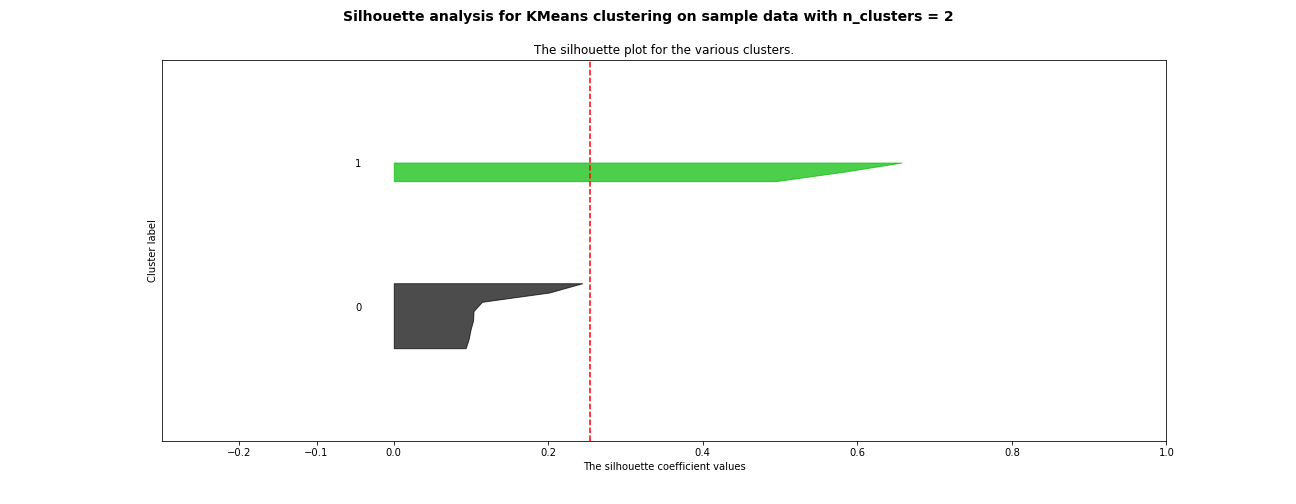 Silhouette analysis for KMeans clustering on sample data with n_clusters = 2
The silhouette plot for the various clusters.
1
Cluster label
0
−0.2 −0.1 0.0 0.2 0.4 0.6 0.8 1.0
The silhouette coefficient values